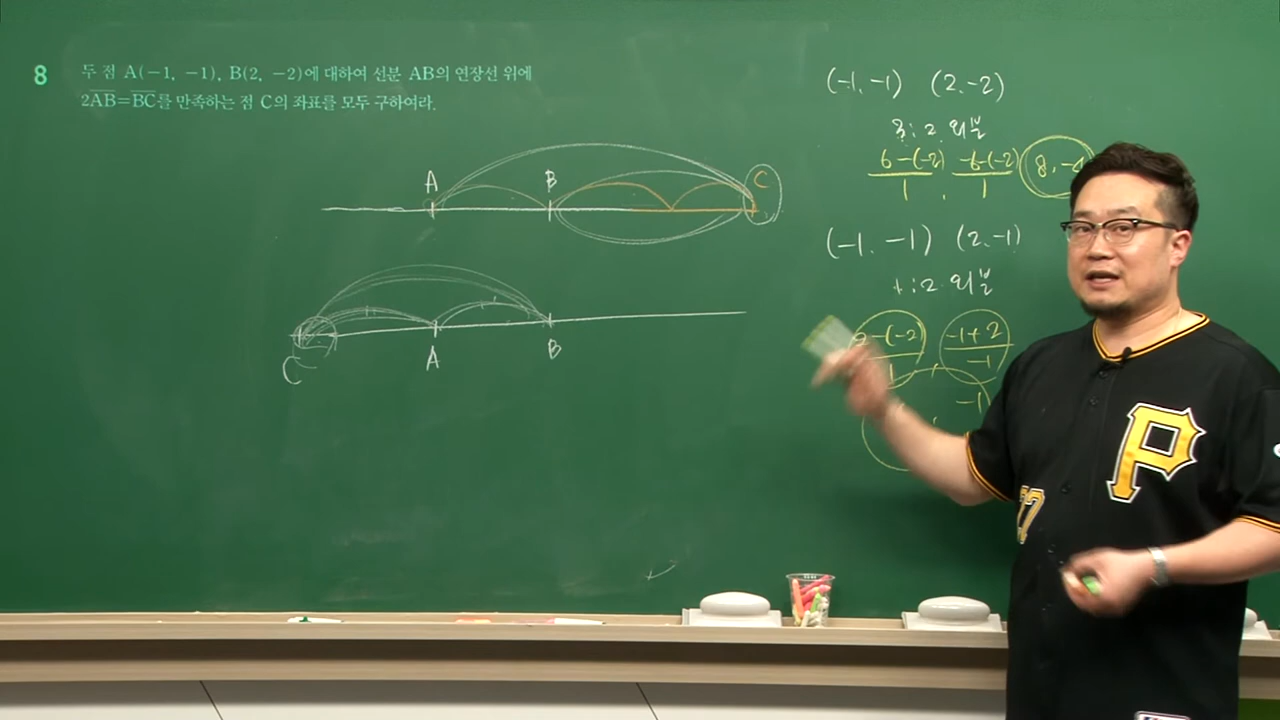 8 두 점 A(−1, −1), B(2, −2)에 대하여 선분 AB의 연장선 위에
2AB=BC를 만족하는 점 C의 좌표를 모두 구하여라.
A B C
C A B
(-1, -1) (2, -2)
3:2 외분
6-(-2)/1, -6-(-2)/1 (8, -4
(-1, -1) (2, -1)
1:2 외분
-(-2) -1+2/-1
-1
P